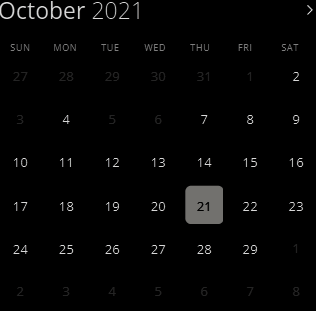 October 2021
SUN MON TUE WED THU FRI SAT
27 28 29 30 31 1 2
3 4 5 6 7 8 9
10 11 12 13 14 15 16
17 18 19 20 21 22 23
24 25 26 27 28 29 1
2 3 4 5 6 7 8